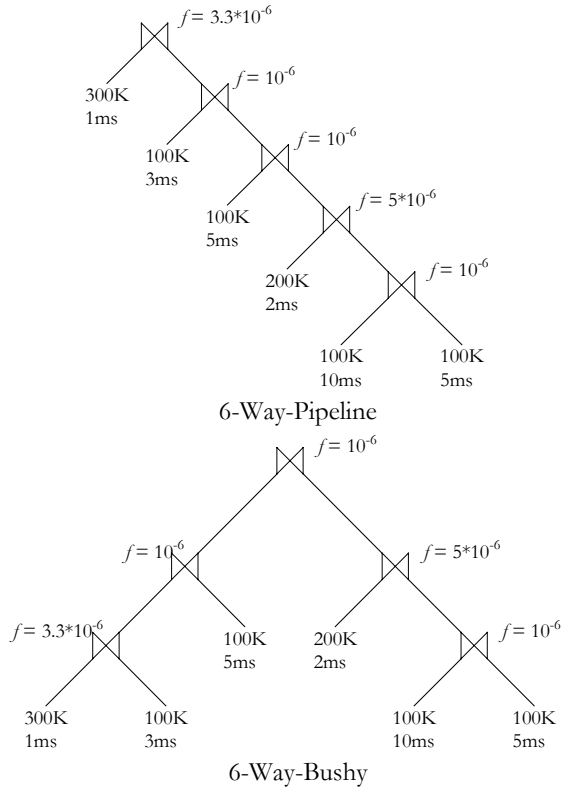 f = 3.3*10⁻⁶
300K
1ms
f = 10⁻⁶
100K
3ms
f = 10⁻⁶
100K
5ms
f = 5*10⁻⁶
200K
2ms
f = 10⁻⁶
100K
10ms
100K
5ms
6-Way-Pipeline
f = 10⁻⁶
f = 10⁻⁶
f = 5*10⁻⁶
f = 3.3*10⁻⁶
100K
5ms
200K
2ms
f = 10⁻⁶
300K
1ms
100K
3ms
100K
10ms
100K
5ms
6-Way-Bushy